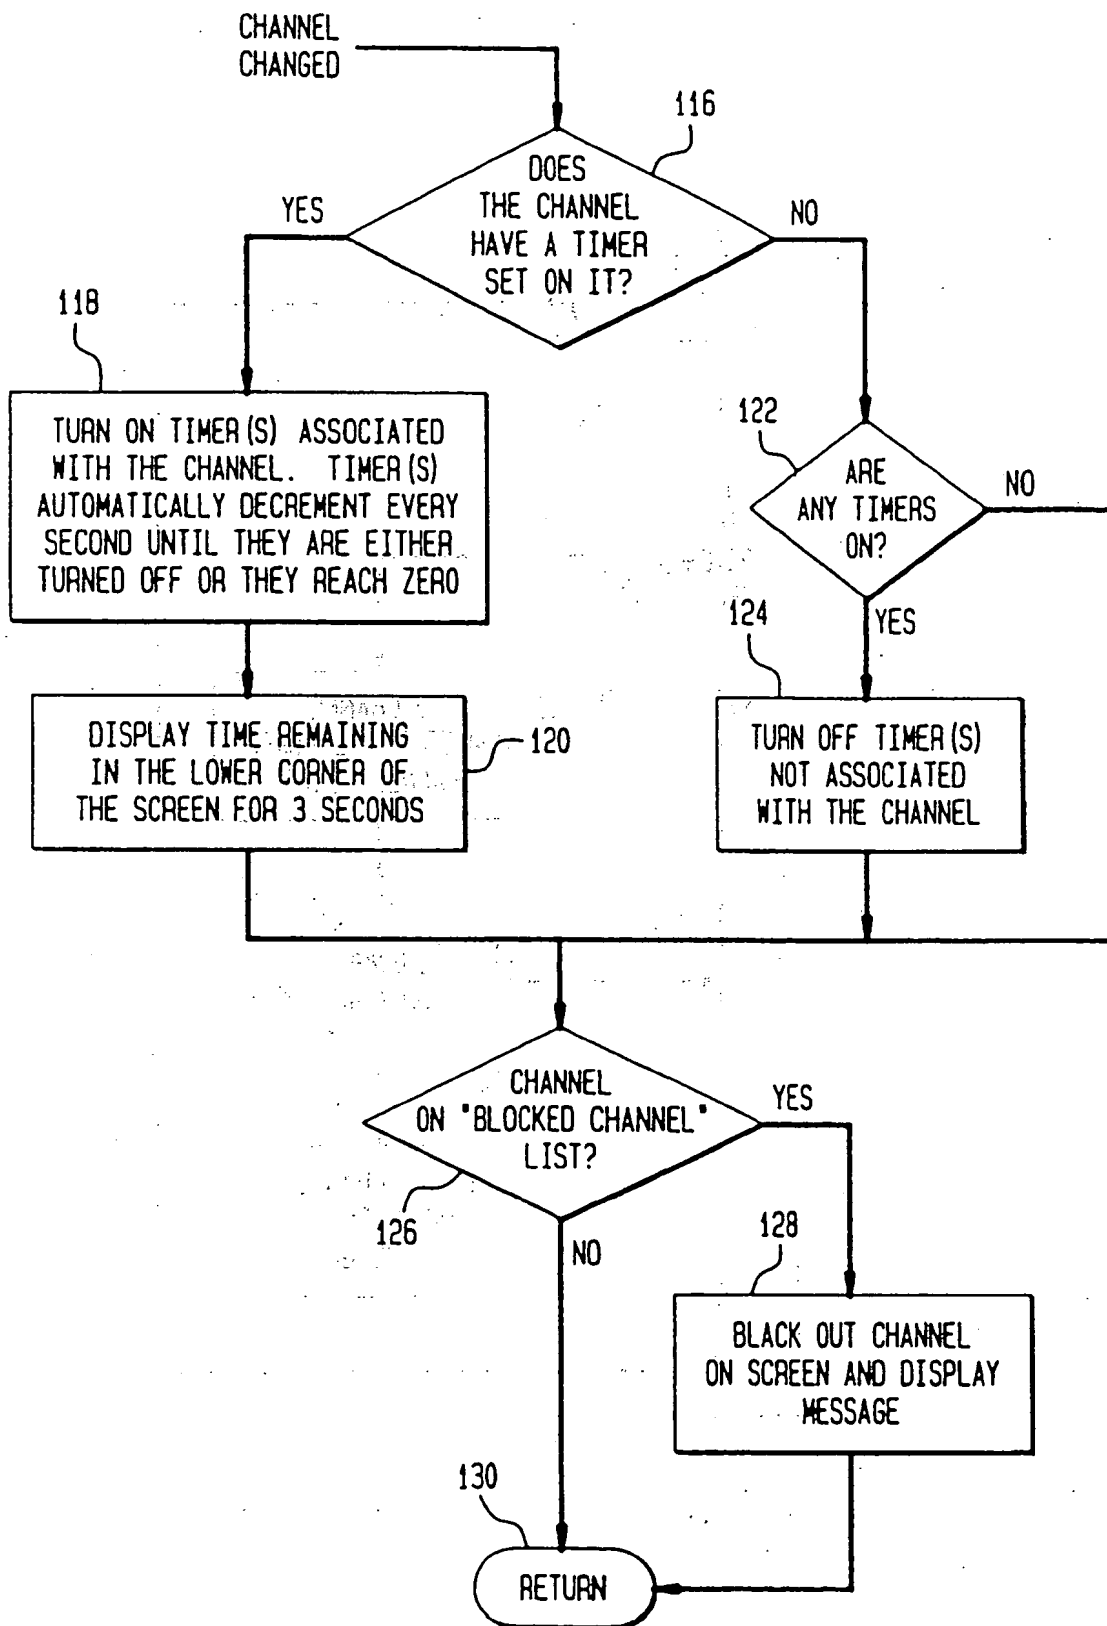 CHANNEL
CHANGED
116
DOES
THE CHANNEL
HAVE A TIMER
SET ON IT?
YES
NO
118
TURN ON TIMER(S) ASSOCIATED
WITH THE CHANNEL. TIMER(S)
AUTOMATICALLY DECREMENT EVERY
SECOND UNTIL THEY ARE EITHER
TURNED OFF OR THEY REACH ZERO
122
ARE
ANY TIMERS
ON?
NO
YES
120
DISPLAY TIME REMAINING
IN THE LOWER CORNER OF
THE SCREEN FOR 3 SECONDS
124
TURN OFF TIMER(S)
NOT ASSOCIATED
WITH THE CHANNEL
CHANNEL
ON "BLOCKED CHANNEL"
LIST?
YES
126
NO
128
BLACK OUT CHANNEL
ON SCREEN AND DISPLAY
MESSAGE
130
RETURN